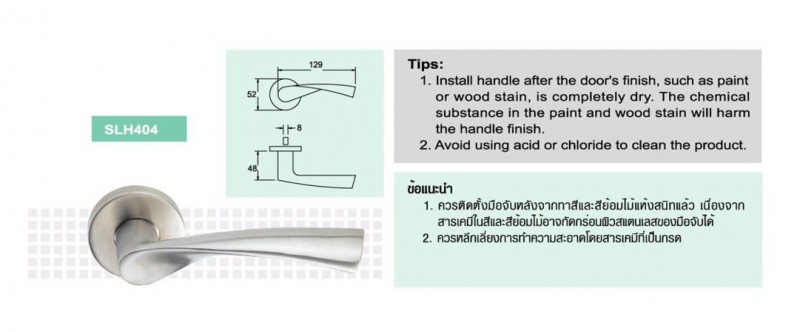 SLH404
129
52
8
48
Tips:
1. Install handle after the door's finish, such as paint
or wood stain, is completely dry. The chemical
substance in the paint and wood stain will harm
the handle finish.
2. Avoid using acid or chloride to clean the product.
ข้อแนะนำ
1. ควรติดตั้งมือจับหลังจากทาสีและสีย้อมไม้แห้งสนิทแล้ว เนื่องจาก
สารเคมีในสีและสีย้อมไม้อาจกัดกร่อนผิวสแตนเลสของมือจับได้
2. ควรหลีกเลี่ยงการทำความสะอาดโดยสารเคมีที่เป็นกรด